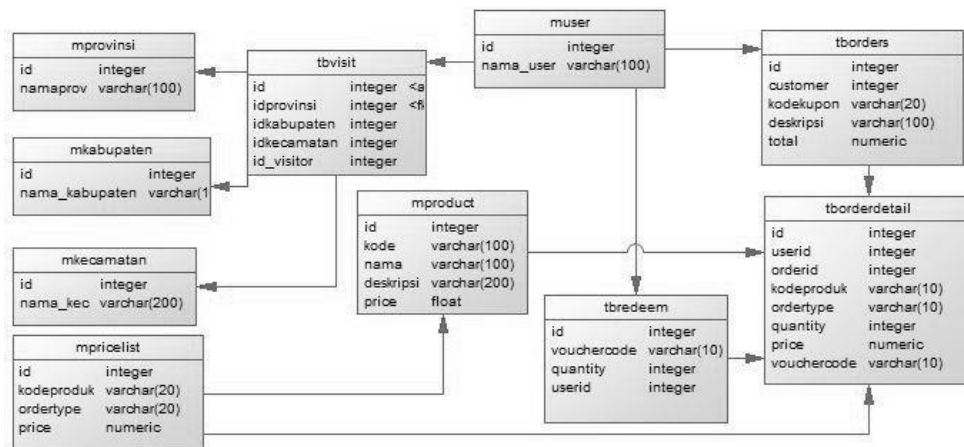 muser
id integer
nama_user varchar(100)
mprovinsi
id integer
namaprov varchar(100)
tbvisit
id integer <a
idprovinsi integer <fl
idkabupaten integer
idkecamatan integer
id_visitor integer
tborders
id integer
customer integer
kodekupon varchar(20)
deskripsi varchar(100)
total numeric
mkabupaten
id integer
nama_kabupaten varchar(1
mproduct
id integer
kode varchar(100)
nama varchar(100)
deskripsi varchar(200)
price float
tborderdetail
id integer
userid integer
orderid integer
kodeproduk varchar(10)
ordertype varchar(10)
quantity integer
price numeric
vouchercode varchar(10)
mkecamatan
id integer
nama_kec varchar(200)
tbredeem
id integer
vouchercode varchar(10)
quantity integer
userid integer
mpricelist
id integer
kodeproduk varchar(20)
ordertype varchar(20)
price numeric